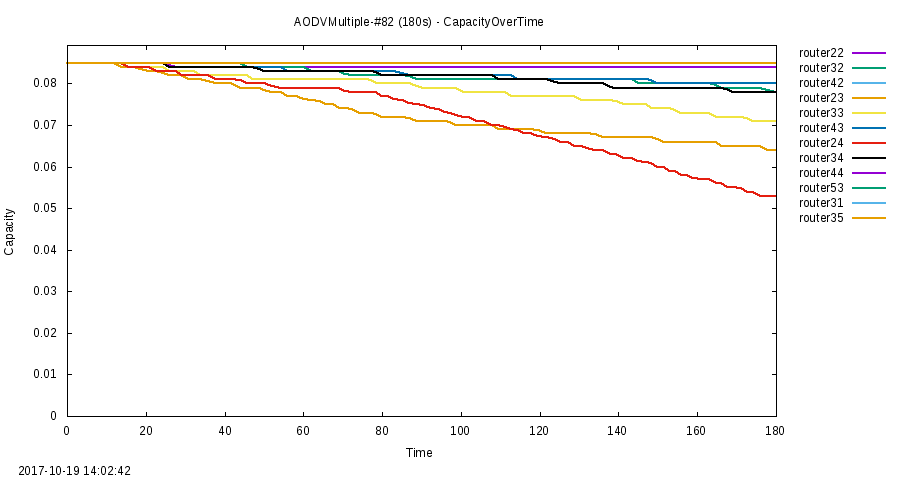 AODVMultiple-#82 (180s) - CapacityOverTime
router22
router32
router42
router23
router33
router43
router24
router34
router44
router53
router31
router35
Capacity
0.08
0.07
0.06
0.05
0.04
0.03
0.02
0.01
0
0 20 40 60 80 100 120 140 160 180
Time
2017-10-19 14:02:42